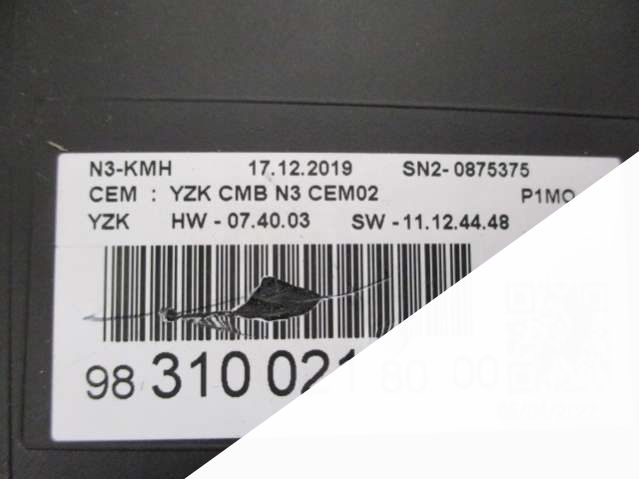 N3-KMH 17.12.2019 SN2- 0875375
CEM : YZK CMB N3 CEM02 P1MO
YZK HW - 07.40.03 SW - 11.12.44.48
98 310 021 80 00